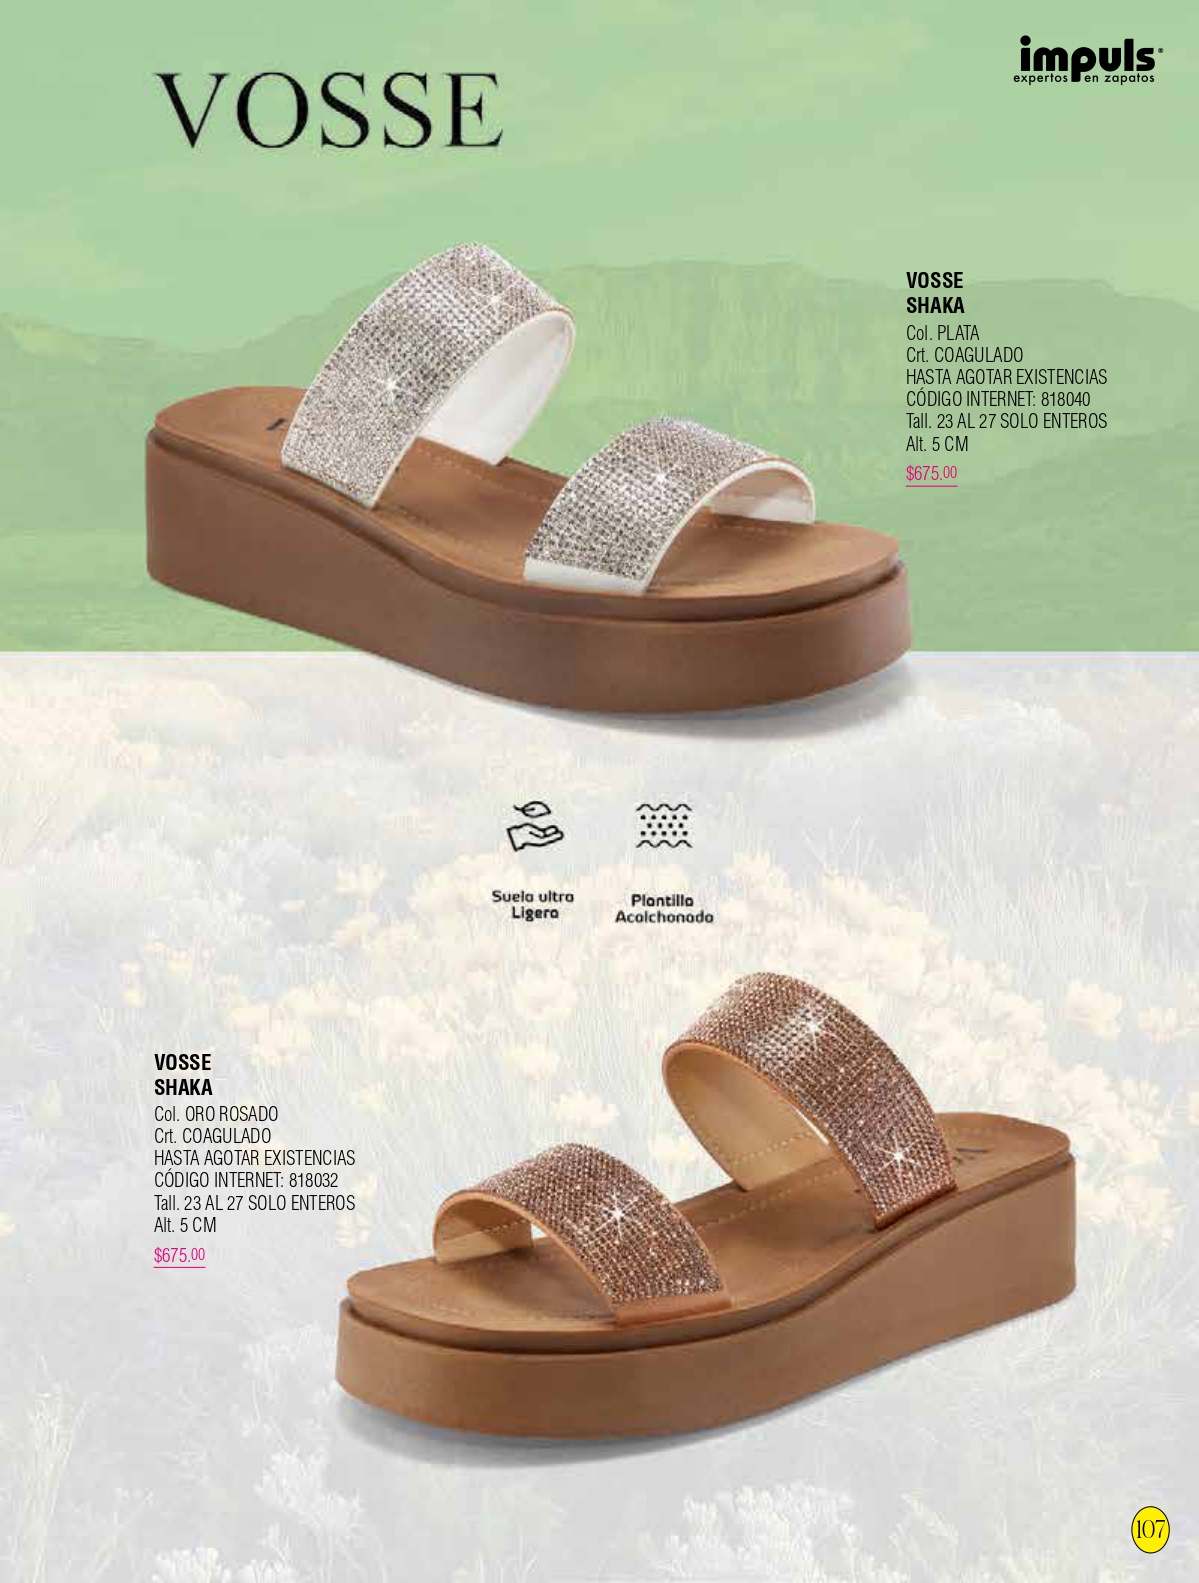 impuls®
expertos en zapatos
VOSSE
VOSSE
SHAKA
Col. PLATA
Crt. COAGULADO
HASTA AGOTAR EXISTENCIAS
CÓDIGO INTERNET: 818040
Tall. 23 AL 27 SOLO ENTEROS
Alt. 5 CM
$675.00
Suela ultra
Ligera
Plantilla
Acolchonada
VOSSE
SHAKA
Col. ORO ROSADO
Crt. COAGULADO
HASTA AGOTAR EXISTENCIAS
CÓDIGO INTERNET: 818032
Tall. 23 AL 27 SOLO ENTEROS
Alt. 5 CM
$675.00
107